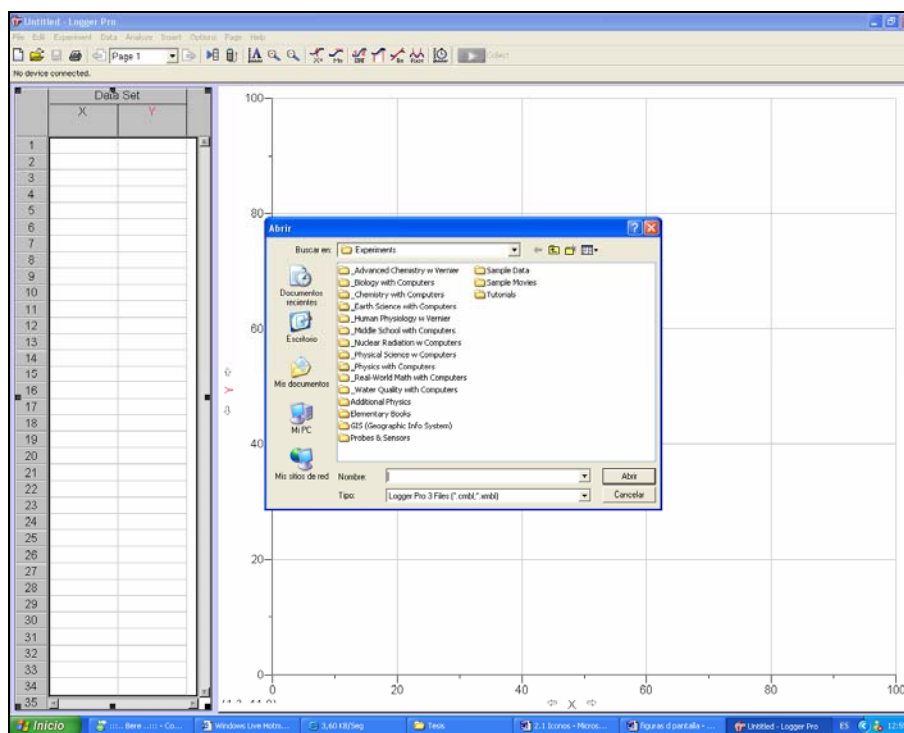 Untitled - Logger Pro
File Edit Experiment Data Analyze Insert Options Page Help
Page 1
Collect
No device connected.
Data Set
X Y
1
2
3
4
5
6
7
8
9
10
11
12
13
14
15
16
17
18
19
20
21
22
23
24
25
26
27
28
29
30
31
32
33
34
35
100
80
60
40
20
0
Y
0 20 40 60 80 100
X
Abrir
Buscar en: Experiments
Documentos recientes
Escritorio
Mis documentos
Mi PC
Mis sitios de red
_Advanced Chemistry w Vernier
_Biology with Computers
_Chemistry with Computers
_Earth Science with Computers
_Human Physiology w Vernier
_Middle School with Computers
_Nuclear Radiation w Computers
_Physical Science w Computers
_Physics with Computers
_Real-World Math with Computers
_Water Quality with Computers
Additional Physics
Elementary Books
GIS (Geographic Info System)
Probes & Sensors
Sample Data
Sample Movies
Tutorials
Nombre: Abrir
Tipo: Logger Pro 3 Files (*.cmbl,*.xmbl) Cancelar
Inicio
:::.. Bere ..::: - Co...
Windows Live Hotm...
3,60 KB/Seg
Tesis
2.1 Iconos - Micros...
figuras d pantalla - ...
Untitled - Logger Pro
ES